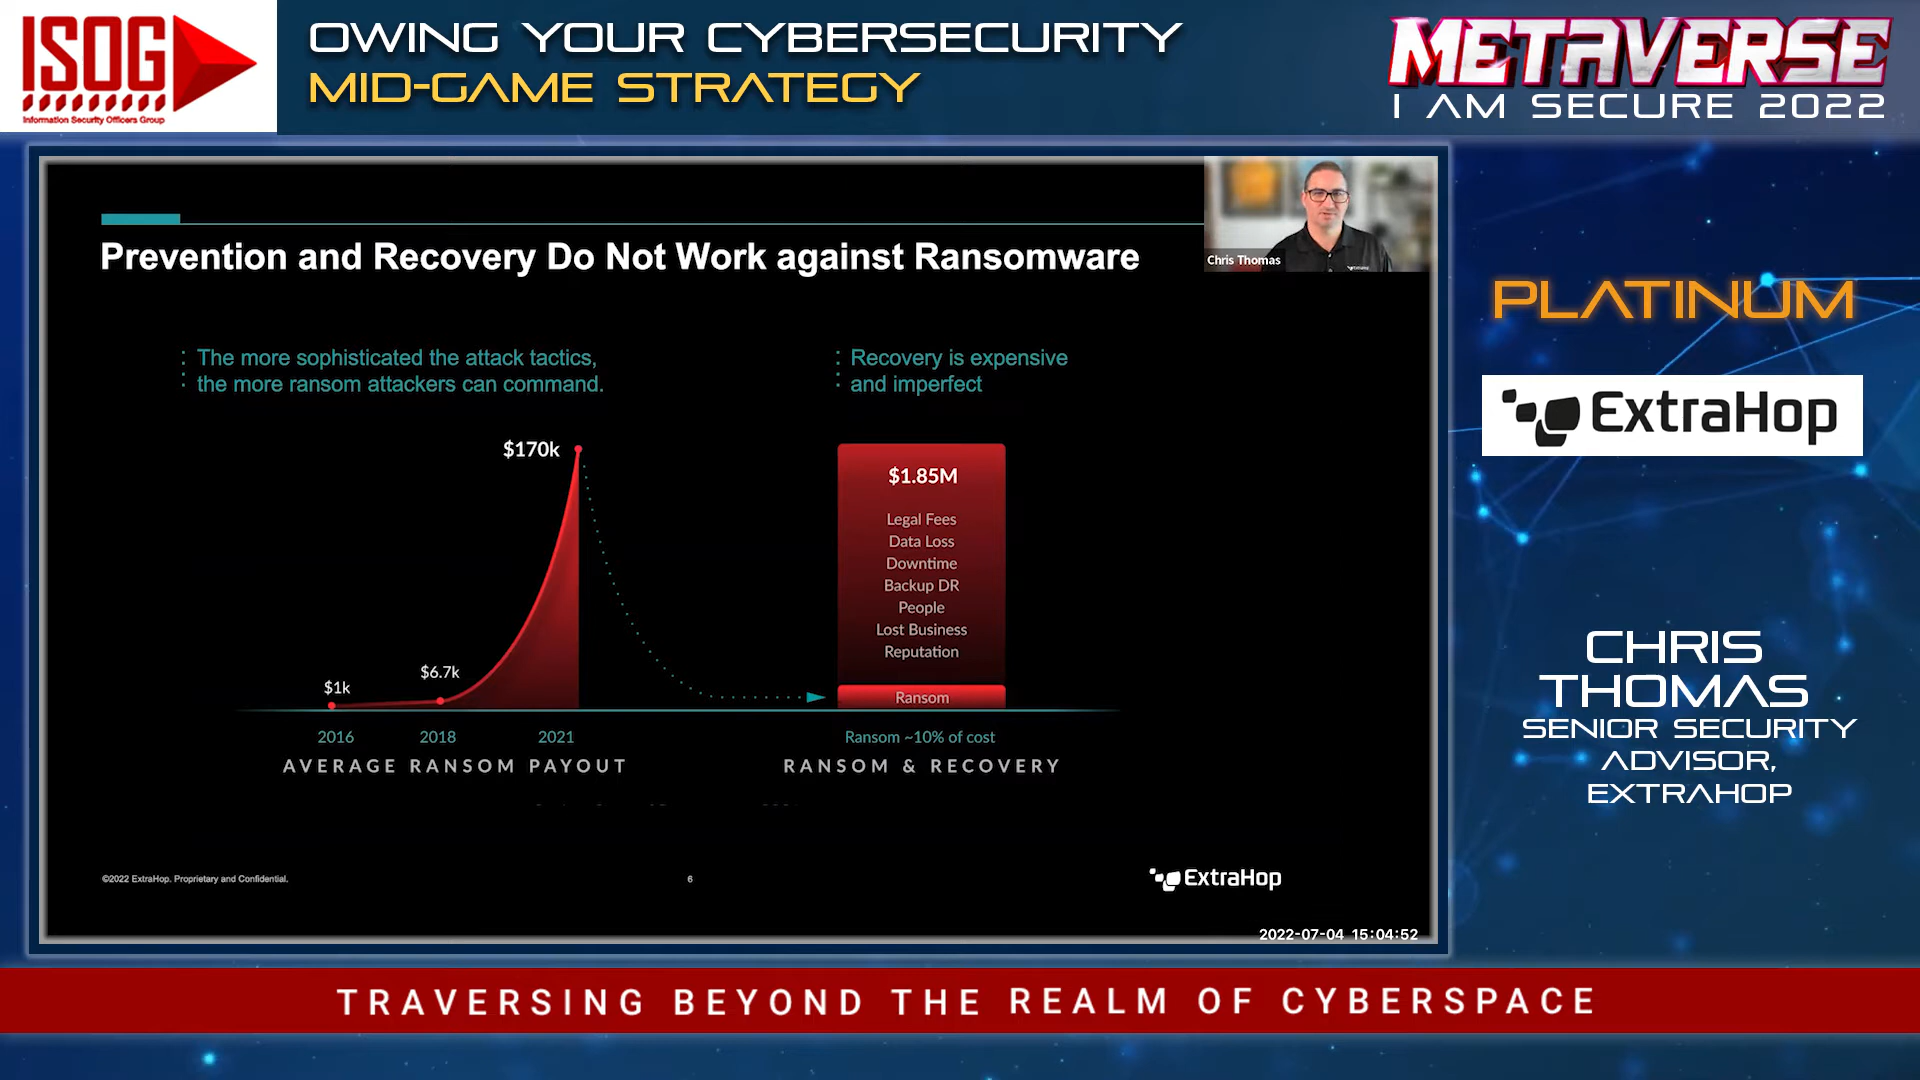 ISOG
Information Security Officers Group
OWING YOUR CYBERSECURITY
MID-GAME STRATEGY
METAVERSE
I AM SECURE 2022
Chris Thomas
Prevention and Recovery Do Not Work against Ransomware
The more sophisticated the attack tactics,
the more ransom attackers can command.
Recovery is expensive
and imperfect
$170k
$6.7k
$1k
2016
2018
2021
AVERAGE RANSOM PAYOUT
$1.85M
Legal Fees
Data Loss
Downtime
Backup DR
People
Lost Business
Reputation
Ransom
Ransom ~10% of cost
RANSOM & RECOVERY
©2022 ExtraHop. Proprietary and Confidential.
6
ExtraHop
2022-07-04 15:04:52
PLATINUM
ExtraHop
CHRIS
THOMAS
SENIOR SECURITY
ADVISOR,
EXTRAHOP
TRAVERSING BEYOND THE REALM OF CYBERSPACE